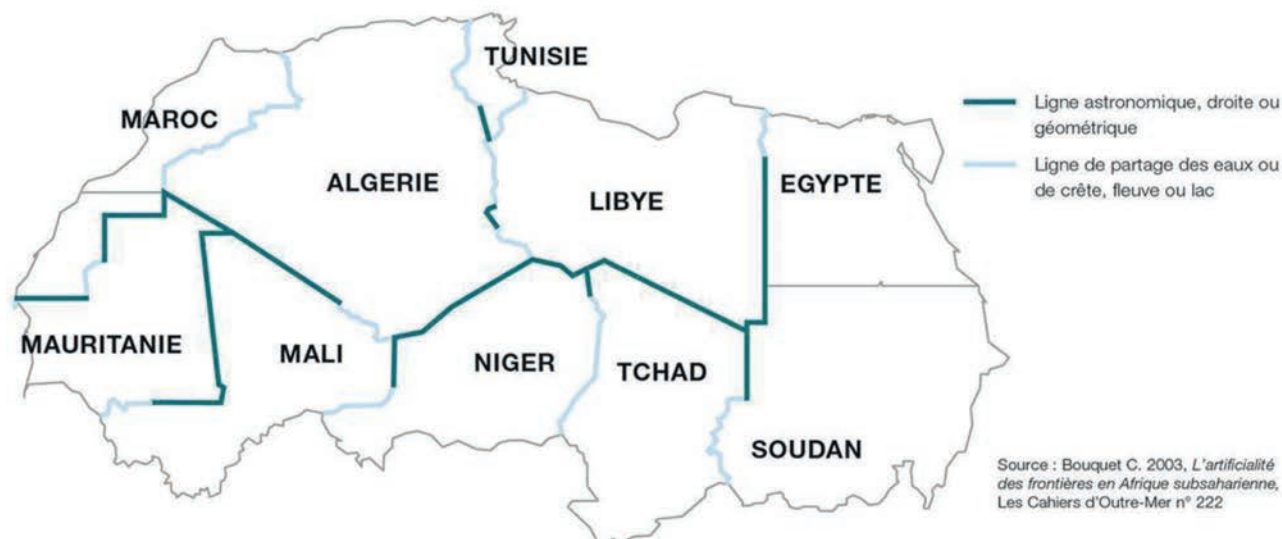 TUNISIE
MAROC
ALGERIE
LIBYE
EGYPTE
MAURITANIE
MALI
NIGER
TCHAD
SOUDAN
Ligne astronomique, droite ou
géométrique
Ligne de partage des eaux ou
de crête, fleuve ou lac
Source : Bouquet C. 2003, L'artificialité
des frontières en Afrique subsaharienne,
Les Cahiers d'Outre-Mer n° 222